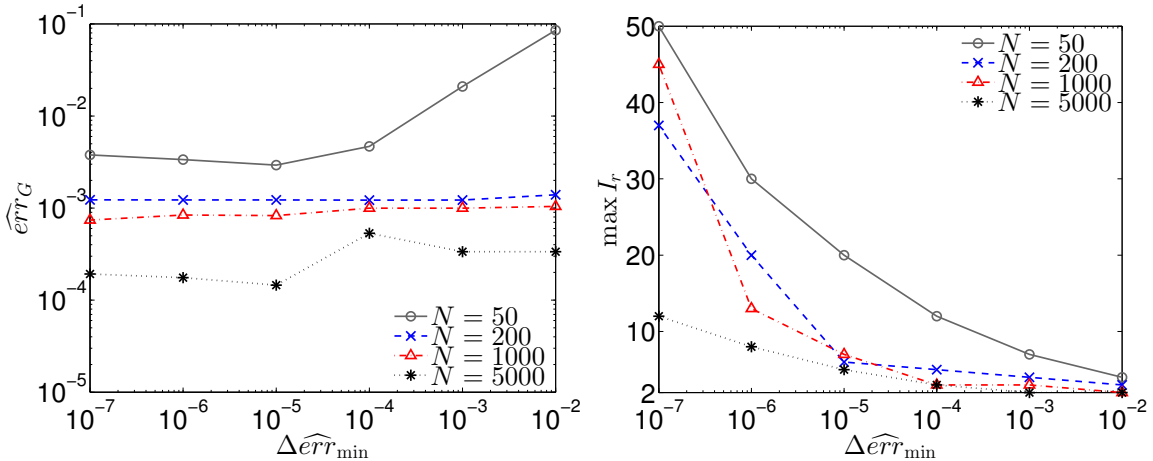 10^-1
10^-2
10^-3
10^-4
10^-5
\widehat{err}_G
N = 50
N = 200
N = 1000
N = 5000
10^-7 10^-6 10^-5 10^-4 10^-3 10^-2
Δ\widehat{err}_min
50
40
30
20
10
2
max I_r
N = 50
N = 200
N = 1000
N = 5000
10^-7 10^-6 10^-5 10^-4 10^-3 10^-2
Δ\widehat{err}_min